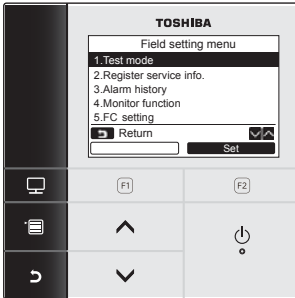 TOSHIBA
Field setting menu
1.Test mode
2.Register service info.
3.Alarm history
4.Monitor function
5.FC setting
Return
Set
F1
F2